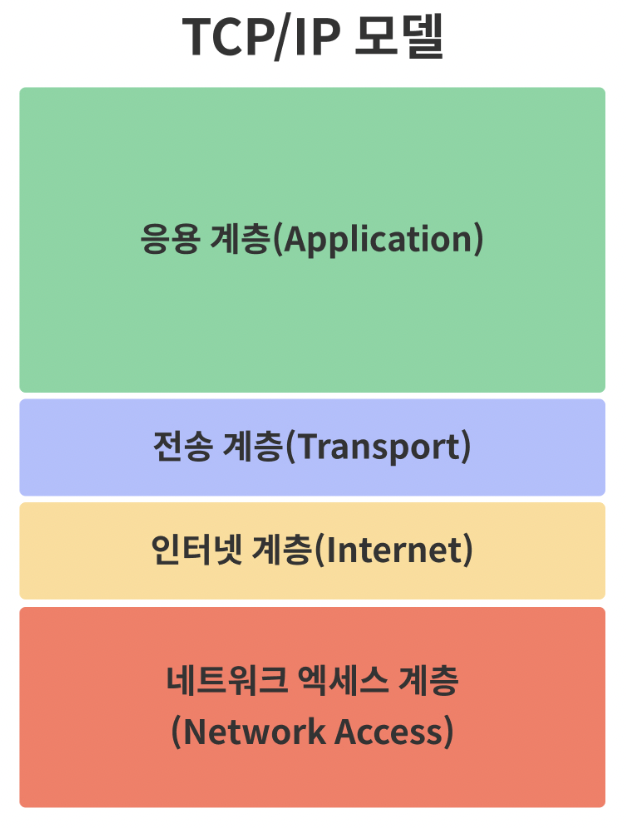 TCP/IP 모델
응용 계층(Application)
전송 계층(Transport)
인터넷 계층(Internet)
네트워크 엑세스 계층
(Network Access)